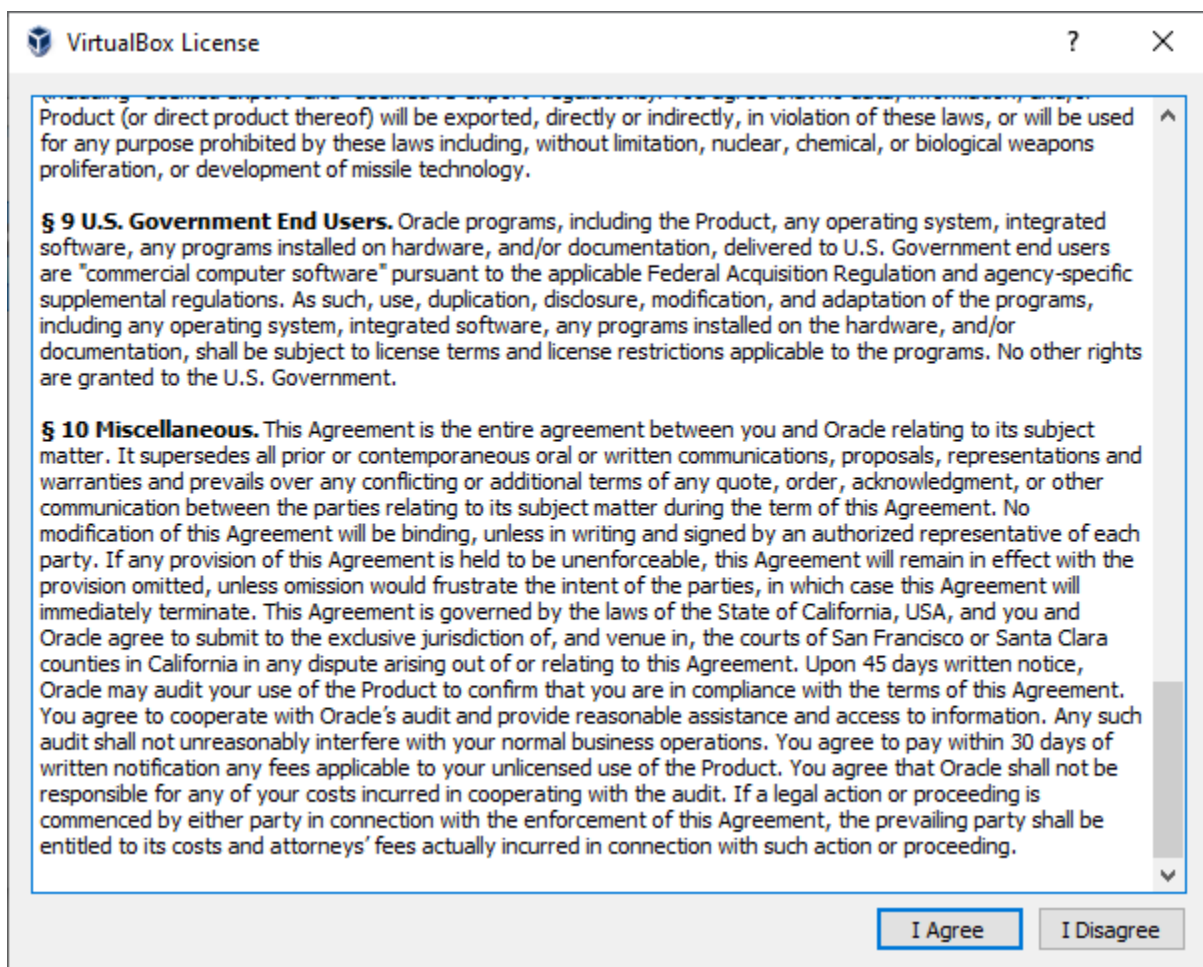 VirtualBox License
?
(including "deemed export" and "deemed re-export" regulations). You agree that no data, information, and/or
Product (or direct product thereof) will be exported, directly or indirectly, in violation of these laws, or will be used
for any purpose prohibited by these laws including, without limitation, nuclear, chemical, or biological weapons
proliferation, or development of missile technology.
§ 9 U.S. Government End Users. Oracle programs, including the Product, any operating system, integrated
software, any programs installed on hardware, and/or documentation, delivered to U.S. Government end users
are "commercial computer software" pursuant to the applicable Federal Acquisition Regulation and agency-specific
supplemental regulations. As such, use, duplication, disclosure, modification, and adaptation of the programs,
including any operating system, integrated software, any programs installed on the hardware, and/or
documentation, shall be subject to license terms and license restrictions applicable to the programs. No other rights
are granted to the U.S. Government.
§ 10 Miscellaneous. This Agreement is the entire agreement between you and Oracle relating to its subject
matter. It supersedes all prior or contemporaneous oral or written communications, proposals, representations and
warranties and prevails over any conflicting or additional terms of any quote, order, acknowledgment, or other
communication between the parties relating to its subject matter during the term of this Agreement. No
modification of this Agreement will be binding, unless in writing and signed by an authorized representative of each
party. If any provision of this Agreement is held to be unenforceable, this Agreement will remain in effect with the
provision omitted, unless omission would frustrate the intent of the parties, in which case this Agreement will
immediately terminate. This Agreement is governed by the laws of the State of California, USA, and you and
Oracle agree to submit to the exclusive jurisdiction of, and venue in, the courts of San Francisco or Santa Clara
counties in California in any dispute arising out of or relating to this Agreement. Upon 45 days written notice,
Oracle may audit your use of the Product to confirm that you are in compliance with the terms of this Agreement.
You agree to cooperate with Oracle’s audit and provide reasonable assistance and access to information. Any such
audit shall not unreasonably interfere with your normal business operations. You agree to pay within 30 days of
written notification any fees applicable to your unlicensed use of the Product. You agree that Oracle shall not be
responsible for any of your costs incurred in cooperating with the audit. If a legal action or proceeding is
commenced by either party in connection with the enforcement of this Agreement, the prevailing party shall be
entitled to its costs and attorneys’ fees actually incurred in connection with such action or proceeding.
I Agree
I Disagree